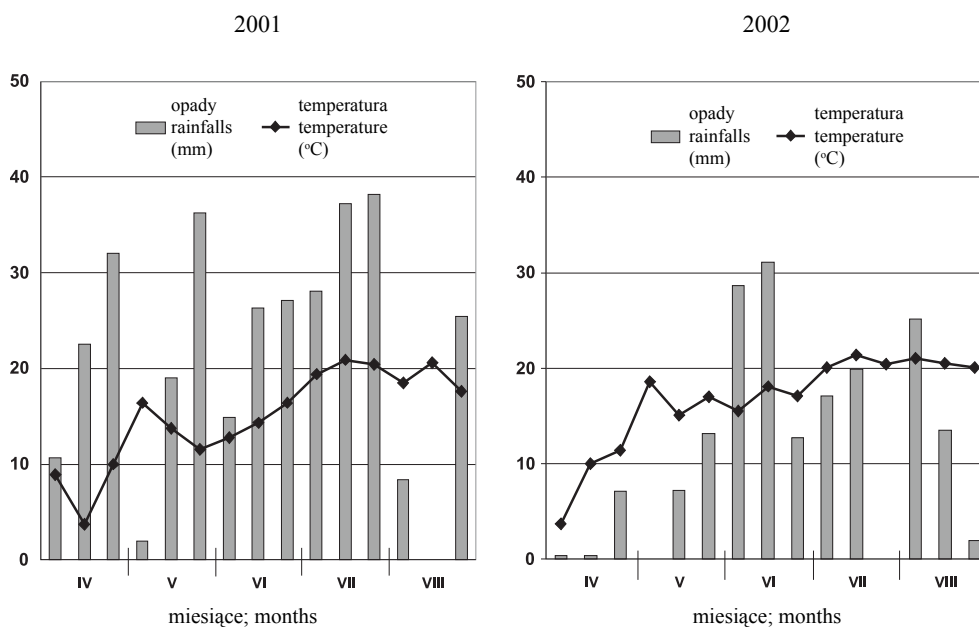 2001
50
40
30
20
10
0
opady
rainfalls
(mm)
temperatura
temperature
(°C)
IV V VI VII VIII
miesiące; months
2002
50
40
30
20
10
0
opady
rainfalls
(mm)
temperatura
temperature
(°C)
IV V VI VII VIII
miesiące; months